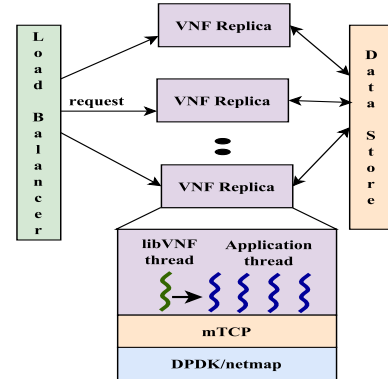 VNF Replica
Load Balancer
request
VNF Replica
Data Store
VNF Replica
libVNF thread
Application thread
mTCP
DPDK/netmap